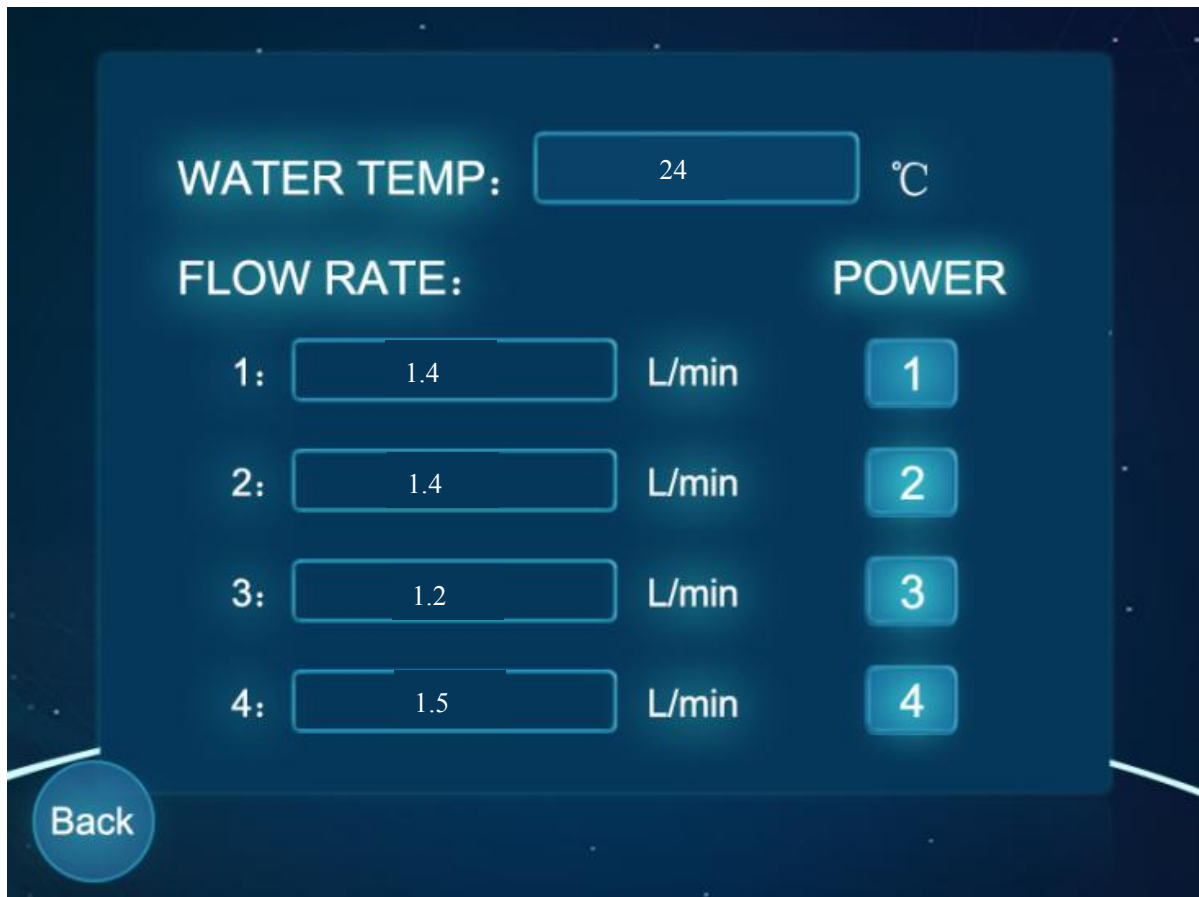 WATER TEMP: 24 ℃
FLOW RATE: POWER
1: 1.4 L/min 1
2: 1.4 L/min 2
3: 1.2 L/min 3
4: 1.5 L/min 4
Back